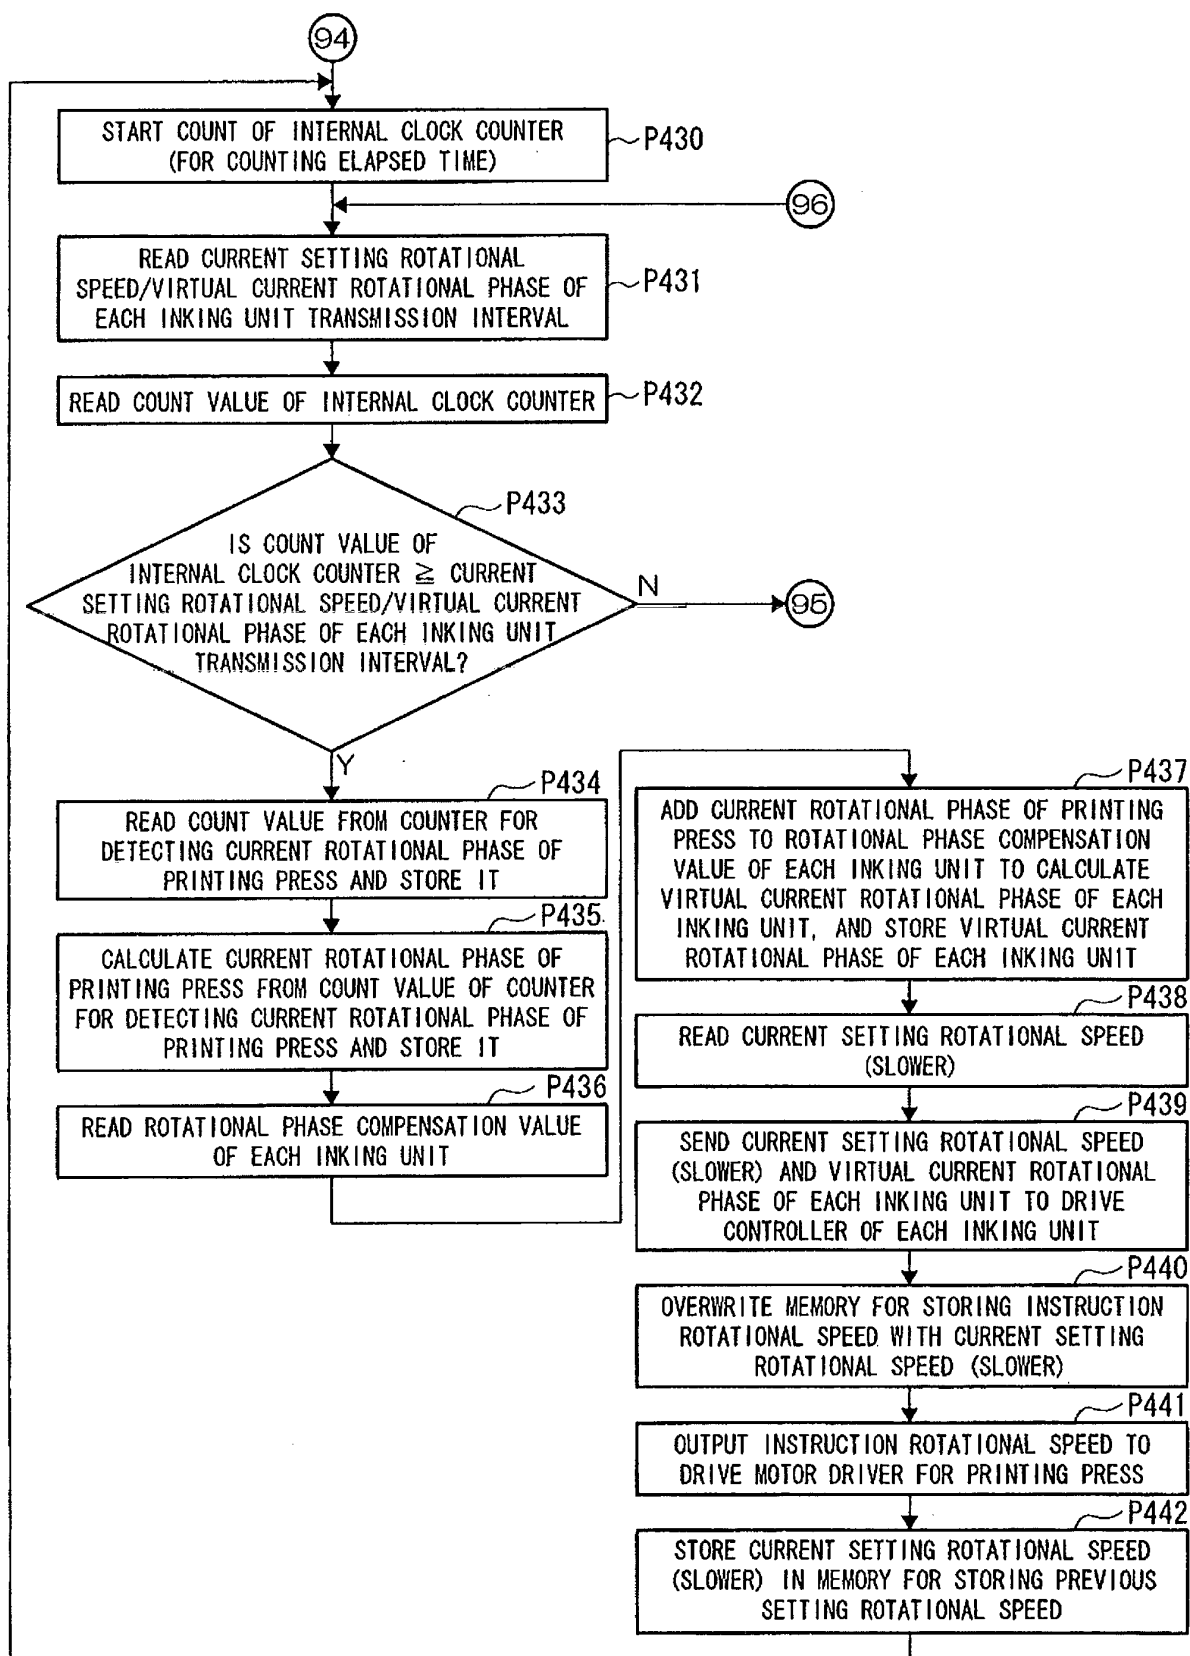 94
START COUNT OF INTERNAL CLOCK COUNTER
(FOR COUNTING ELAPSED TIME)
P430
96
READ CURRENT SETTING ROTATIONAL
SPEED/VIRTUAL CURRENT ROTATIONAL PHASE OF
EACH INKING UNIT TRANSMISSION INTERVAL
P431
READ COUNT VALUE OF INTERNAL CLOCK COUNTER
P432
P433
IS COUNT VALUE OF
INTERNAL CLOCK COUNTER ≧ CURRENT
SETTING ROTATIONAL SPEED/VIRTUAL CURRENT
ROTATIONAL PHASE OF EACH INKING UNIT
TRANSMISSION INTERVAL?
N
95
Y
P434
READ COUNT VALUE FROM COUNTER FOR
DETECTING CURRENT ROTATIONAL PHASE OF
PRINTING PRESS AND STORE IT
P435
CALCULATE CURRENT ROTATIONAL PHASE OF
PRINTING PRESS FROM COUNT VALUE OF COUNTER
FOR DETECTING CURRENT ROTATIONAL PHASE OF
PRINTING PRESS AND STORE IT
P436
READ ROTATIONAL PHASE COMPENSATION VALUE
OF EACH INKING UNIT
P437
ADD CURRENT ROTATIONAL PHASE OF PRINTING
PRESS TO ROTATIONAL PHASE COMPENSATION
VALUE OF EACH INKING UNIT TO CALCULATE
VIRTUAL CURRENT ROTATIONAL PHASE OF EACH
INKING UNIT, AND STORE VIRTUAL CURRENT
ROTATIONAL PHASE OF EACH INKING UNIT
P438
READ CURRENT SETTING ROTATIONAL SPEED
(SLOWER)
P439
SEND CURRENT SETTING ROTATIONAL SPEED
(SLOWER) AND VIRTUAL CURRENT ROTATIONAL
PHASE OF EACH INKING UNIT TO DRIVE
CONTROLLER OF EACH INKING UNIT
P440
OVERWRITE MEMORY FOR STORING INSTRUCTION
ROTATIONAL SPEED WITH CURRENT SETTING
ROTATIONAL SPEED (SLOWER)
P441
OUTPUT INSTRUCTION ROTATIONAL SPEED TO
DRIVE MOTOR DRIVER FOR PRINTING PRESS
P442
STORE CURRENT SETTING ROTATIONAL SPEED
(SLOWER) IN MEMORY FOR STORING PREVIOUS
SETTING ROTATIONAL SPEED